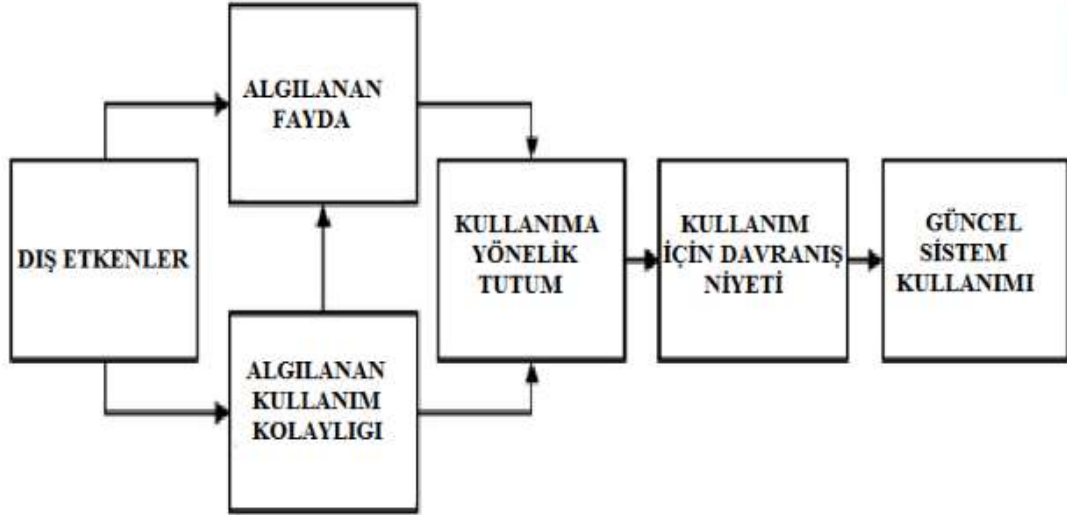 DIŞ ETKENLER
ALGILANAN
FAYDA
ALGILANAN
KULLANIM
KOLAYLIGI
KULLANIMA
YÖNELİK
TUTUM
KULLANIM
İÇİN DAVRANIŞ
NİYETİ
GÜNCEL
SİSTEM
KULLANIMI